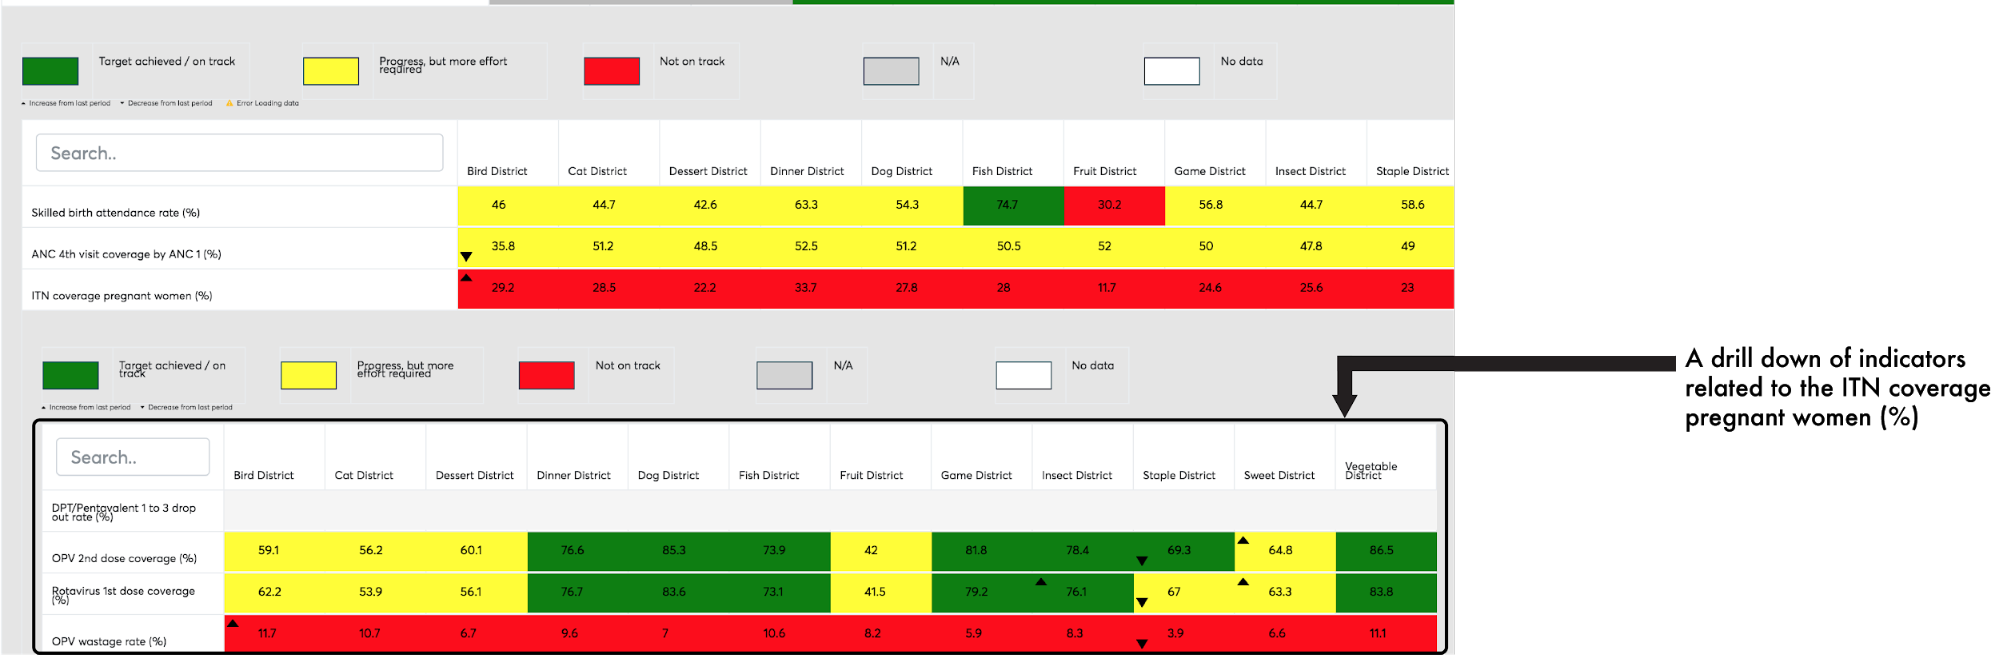 Target achieved / on track
Progress, but more effort
required
Not on track
N/A
No data
Increase from last period Decrease from last period Error Loading data
Search..
Bird District Cat District Dessert District Dinner District Dog District Fish District Fruit District Game District Insect District Staple District
Skilled birth attendance rate (%) 46 44.7 42.6 63.3 54.3 74.7 30.2 56.8 44.7 58.6
ANC 4th visit coverage by ANC 1 (%) 35.8 51.2 48.5 52.5 51.2 50.5 52 50 47.8 49
ITN coverage pregnant women (%) 29.2 28.5 22.2 33.7 27.8 28 11.7 24.6 25.6 23
Target achieved / on
track
Progress, but more
effort required
Not on track
N/A
No data
Increase from last period Decrease from last period
A drill down of indicators
related to the ITN coverage
pregnant women (%)
Search..
Bird District Cat District Dessert District Dinner District Dog District Fish District Fruit District Game District Insect District Staple District Sweet District Vegetable
District
DPT/Pentavalent 1 to 3 drop
out rate (%)
OPV 2nd dose coverage (%) 59.1 56.2 60.1 76.6 85.3 73.9 42 81.8 78.4 69.3 64.8 86.5
Rotavirus 1st dose coverage
(%) 62.2 53.9 56.1 76.7 83.6 73.1 41.5 79.2 76.1 67 63.3 83.8
OPV wastage rate (%) 11.7 10.7 6.7 9.6 7 10.6 8.2 5.9 8.3 3.9 6.6 11.1